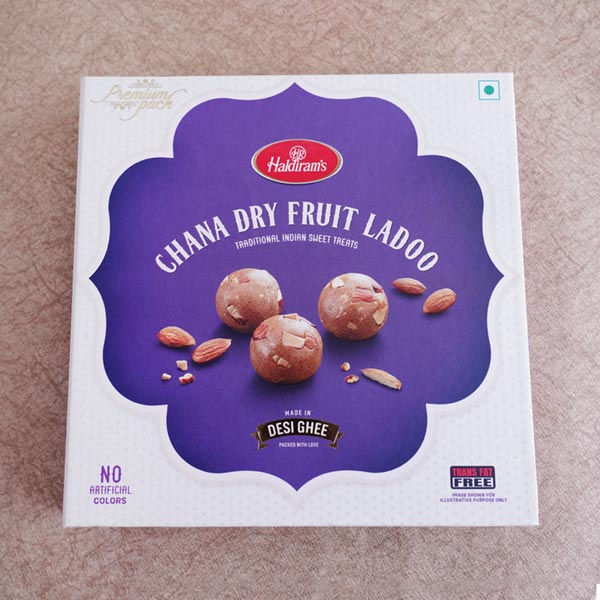 Premium
pack
HR
Haldiram's
CHANA DRY FRUIT LADOO
TRADITIONAL INDIAN SWEET TREATS
MADE IN
DESI GHEE
PACKED WITH LOVE
NO
ARTIFICIAL
COLORS
TRANS FAT
FREE
IMAGE SHOWN FOR
ILLUSTRATIVE PURPOSE ONLY